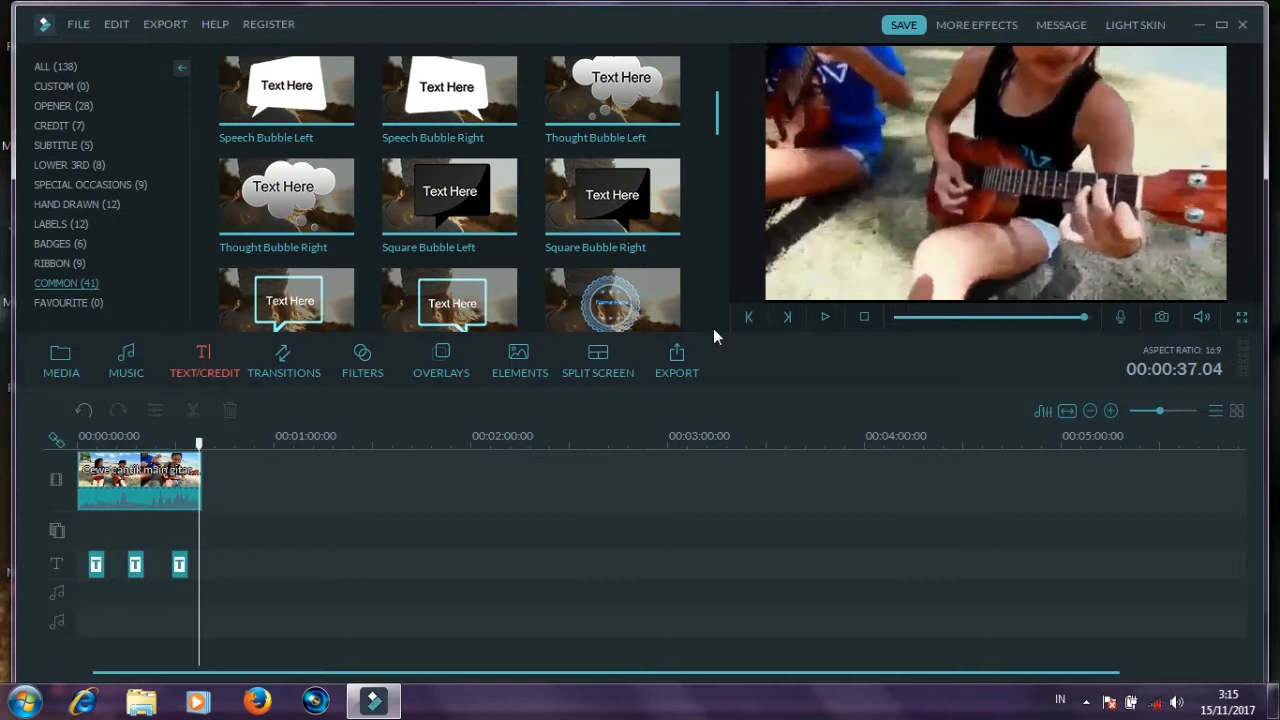 FILE EDIT EXPORT HELP REGISTER SAVE MORE EFFECTS MESSAGE LIGHT SKIN
ALL (138)
CUSTOM (0)
OPENER (28)
CREDIT (7)
SUBTITLE (5)
LOWER 3RD (8)
SPECIAL OCCASIONS (9)
HAND DRAWN (12)
LABELS (12)
BADGES (6)
RIBBON (9)
COMMON (41)
FAVOURITE (0)
Text Here Text Here Text Here
Speech Bubble Left Speech Bubble Right Thought Bubble Left
Text Here Text Here Text Here
Thought Bubble Right Square Bubble Left Square Bubble Right
Text Here Text Here Name Here
MEDIA MUSIC TEXT/CREDIT TRANSITIONS FILTERS OVERLAYS ELEMENTS SPLIT SCREEN EXPORT
ASPECT RATIO: 16:9
00:00:37.04
00:00:00:00 00:01:00:00 00:02:00:00 00:03:00:00 00:04:00:00 00:05:00:00
Cewe cantik main gitar
T T T T
IN
3:15
15/11/2017